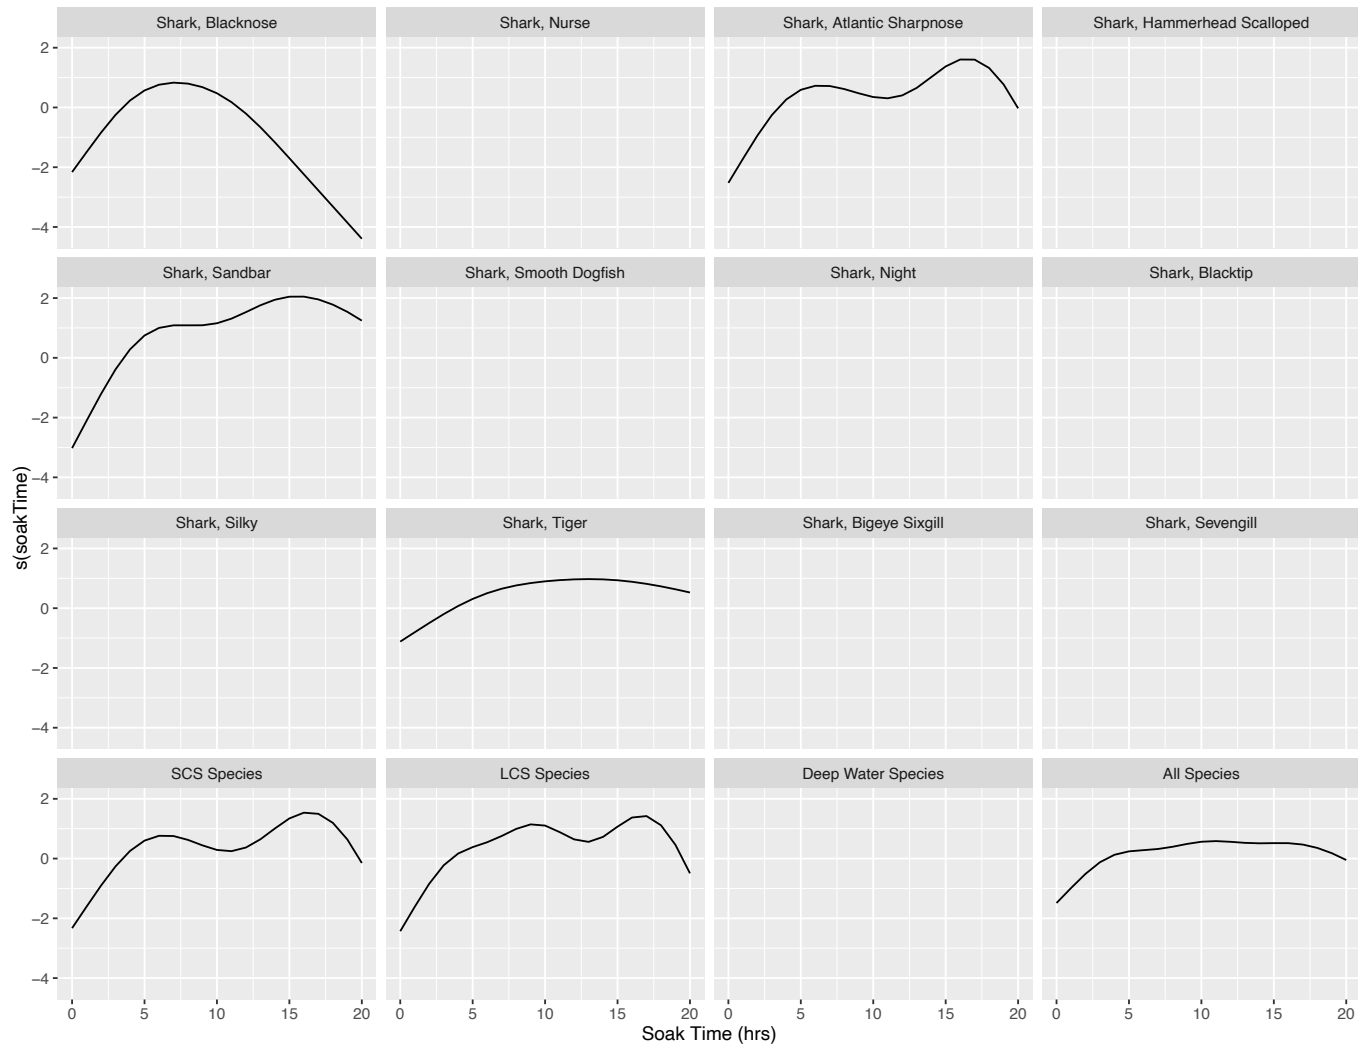 Shark, Blacknose Shark, Nurse Shark, Atlantic Sharpnose Shark, Hammerhead Scalloped
2
0
−2
−4
Shark, Sandbar Shark, Smooth Dogfish Shark, Night Shark, Blacktip
2
0
−2
−4
s(soakTime)
Shark, Silky Shark, Tiger Shark, Bigeye Sixgill Shark, Sevengill
2
0
−2
−4
SCS Species LCS Species Deep Water Species All Species
2
0
−2
−4
0 5 10 15 20 0 5 10 15 20 0 5 10 15 20 0 5 10 15 20
Soak Time (hrs)